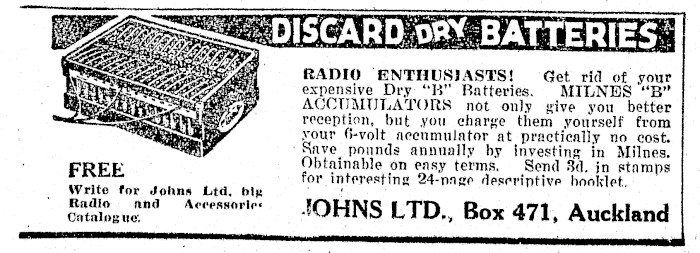 DISCARD DRY BATTERIES
RADIO ENTHUSIASTS! Get rid of your
expensive Dry "B" Batteries. MILNES "B"
ACCUMULATORS not only give you better
reception, but you charge them yourself from
your 6-volt accumulator at practically no cost.
Save pounds annually by investing in Milnes.
Obtainable on easy terms. Send 3d. in stamps
for interesting 24-page descriptive booklet.
JOHNS LTD., Box 471, Auckland
FREE
Write for Johns Ltd. big
Radio and Accessories
Catalogue.